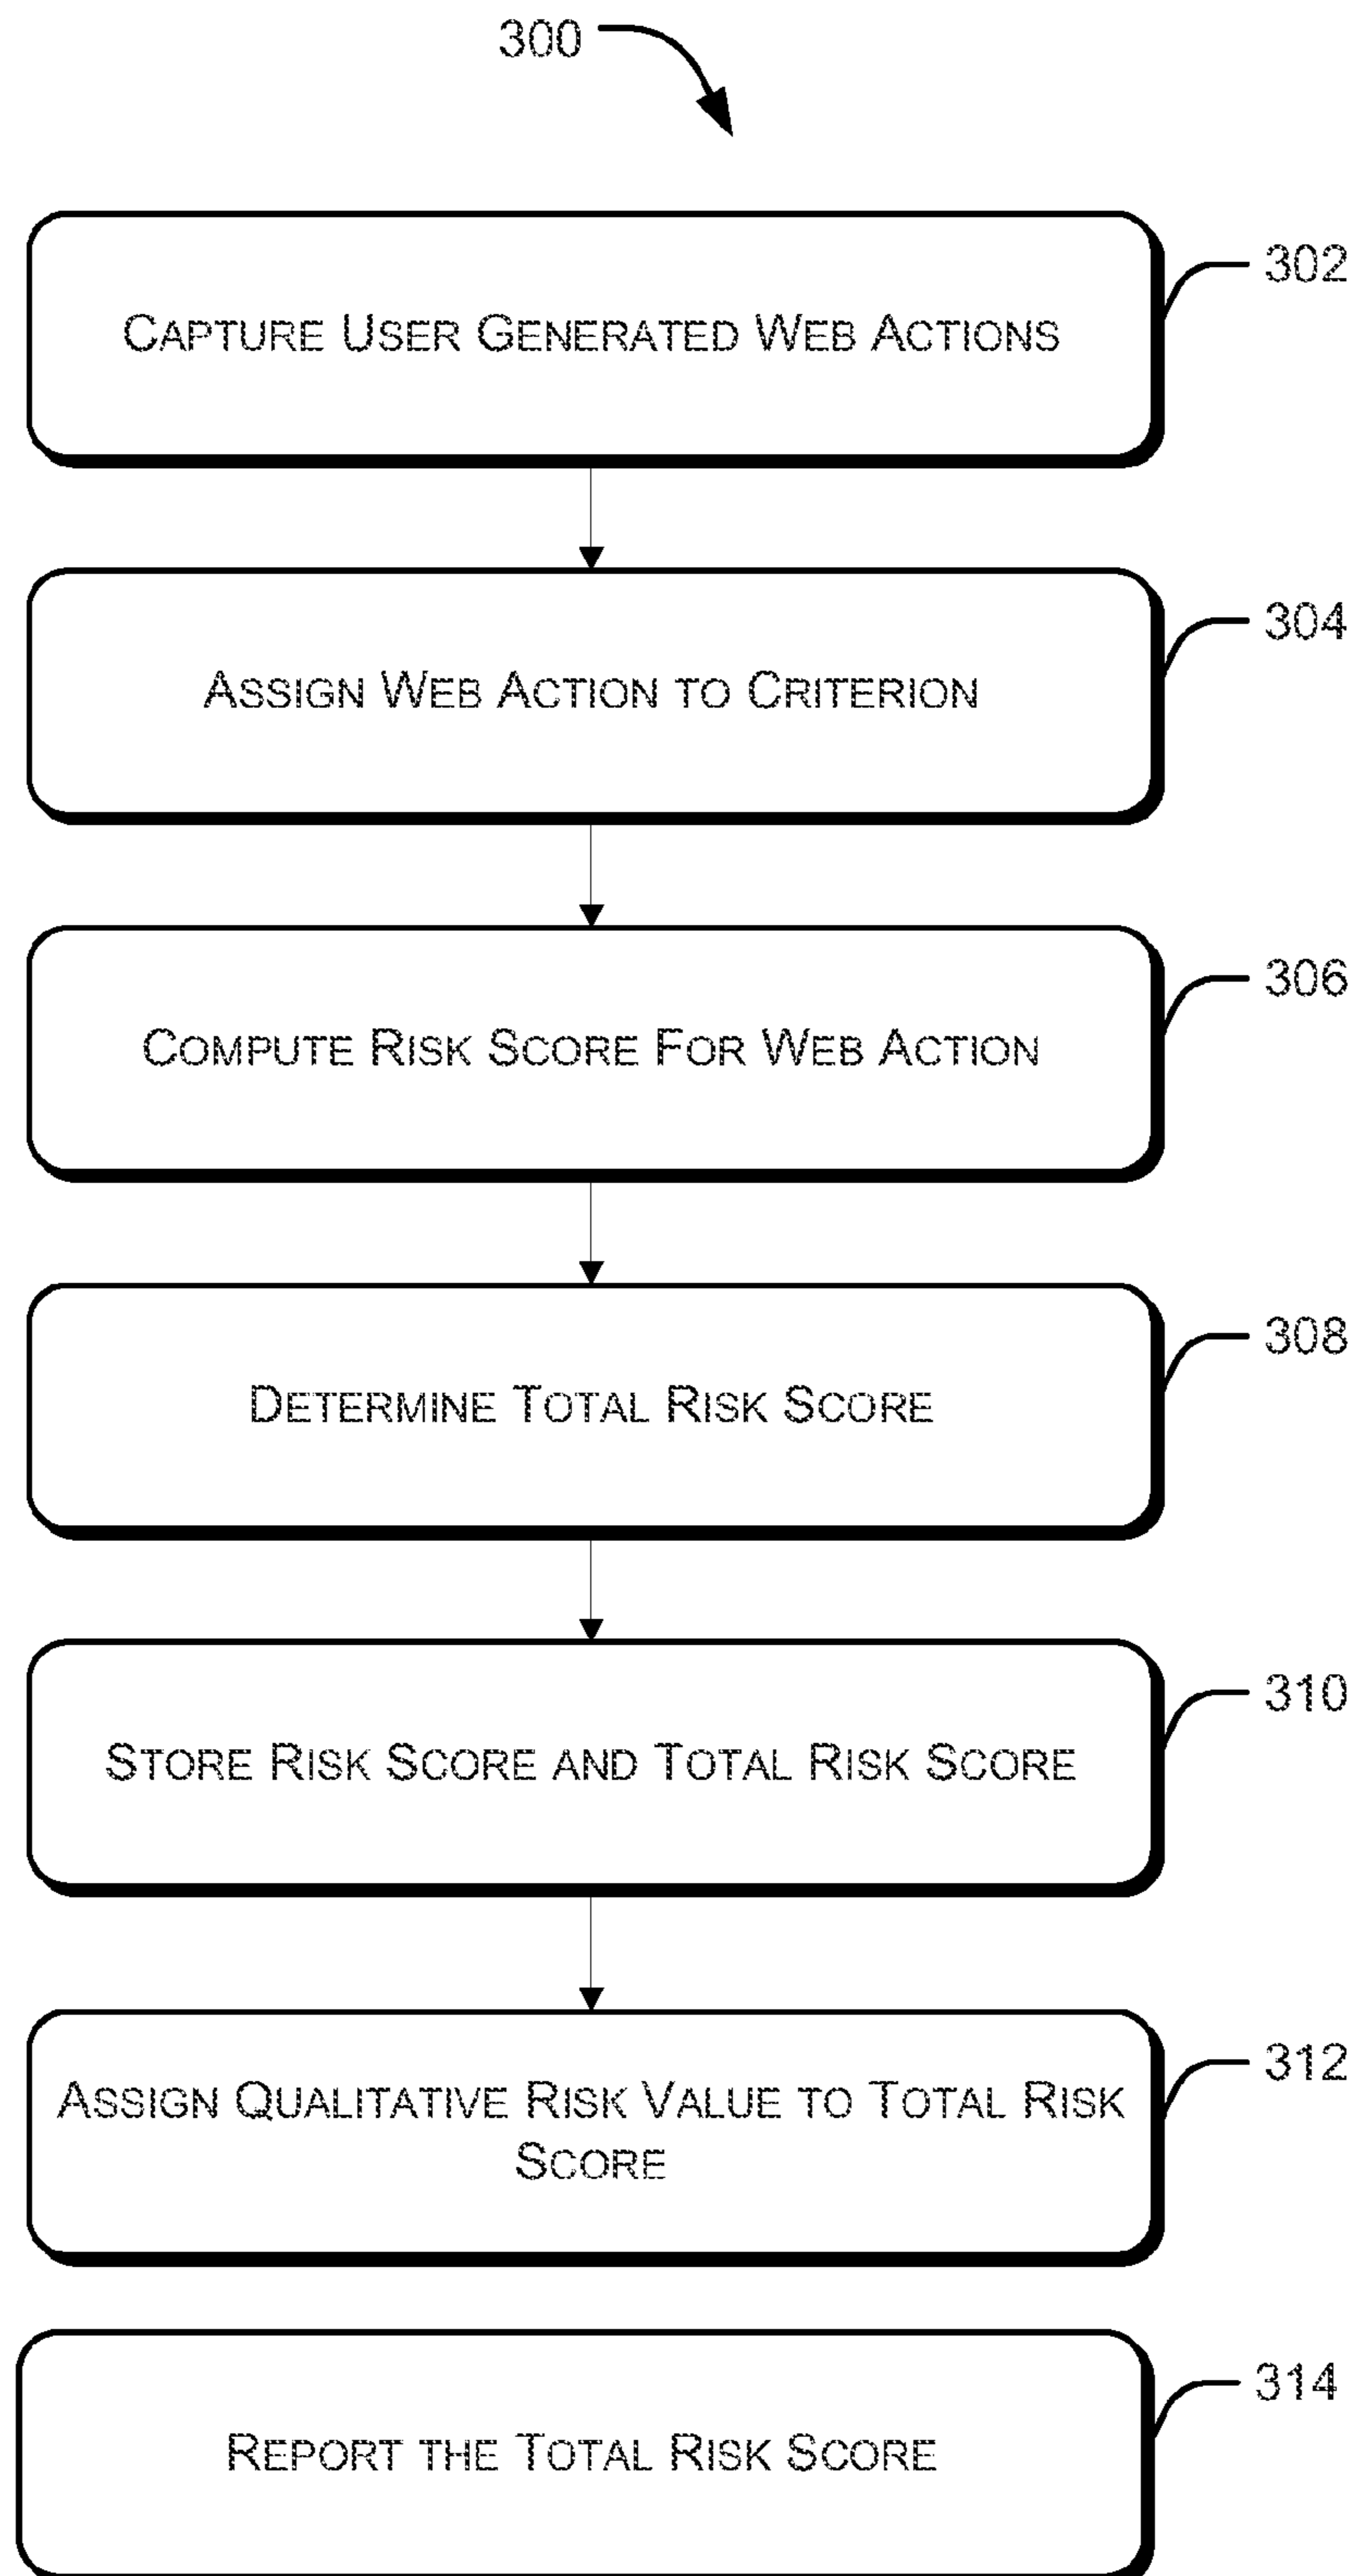 300
CAPTURE USER GENERATED WEB ACTIONS
302
ASSIGN WEB ACTION TO CRITERION
304
COMPUTE RISK SCORE FOR WEB ACTION
306
DETERMINE TOTAL RISK SCORE
308
STORE RISK SCORE AND TOTAL RISK SCORE
310
ASSIGN QUALITATIVE RISK VALUE TO TOTAL RISK
SCORE
312
REPORT THE TOTAL RISK SCORE
314